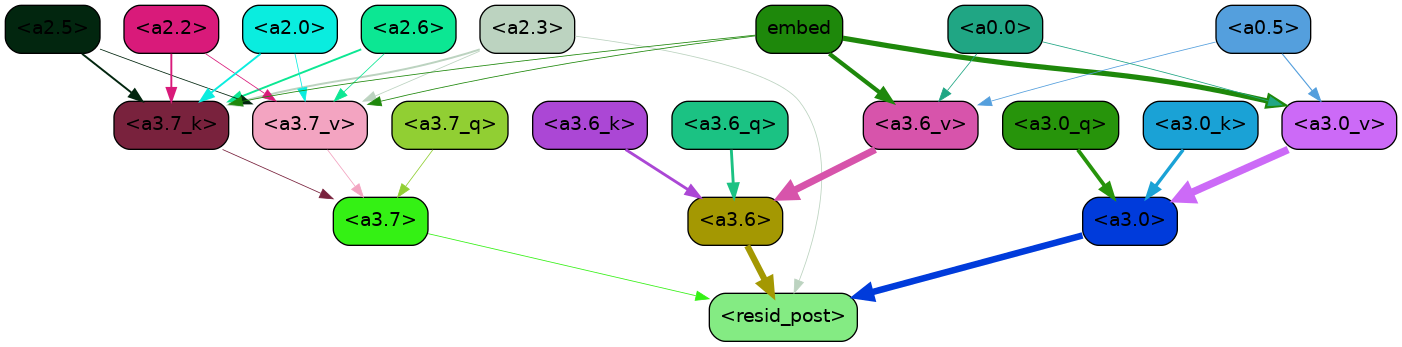 <a2.5> <a2.2> <a2.0> <a2.6> <a2.3> embed <a0.0> <a0.5>
<a3.7_k> <a3.7_v> <a3.7_q> <a3.6_k> <a3.6_q> <a3.6_v> <a3.0_q> <a3.0_k> <a3.0_v>
<a3.7> <a3.6> <a3.0>
<resid_post>